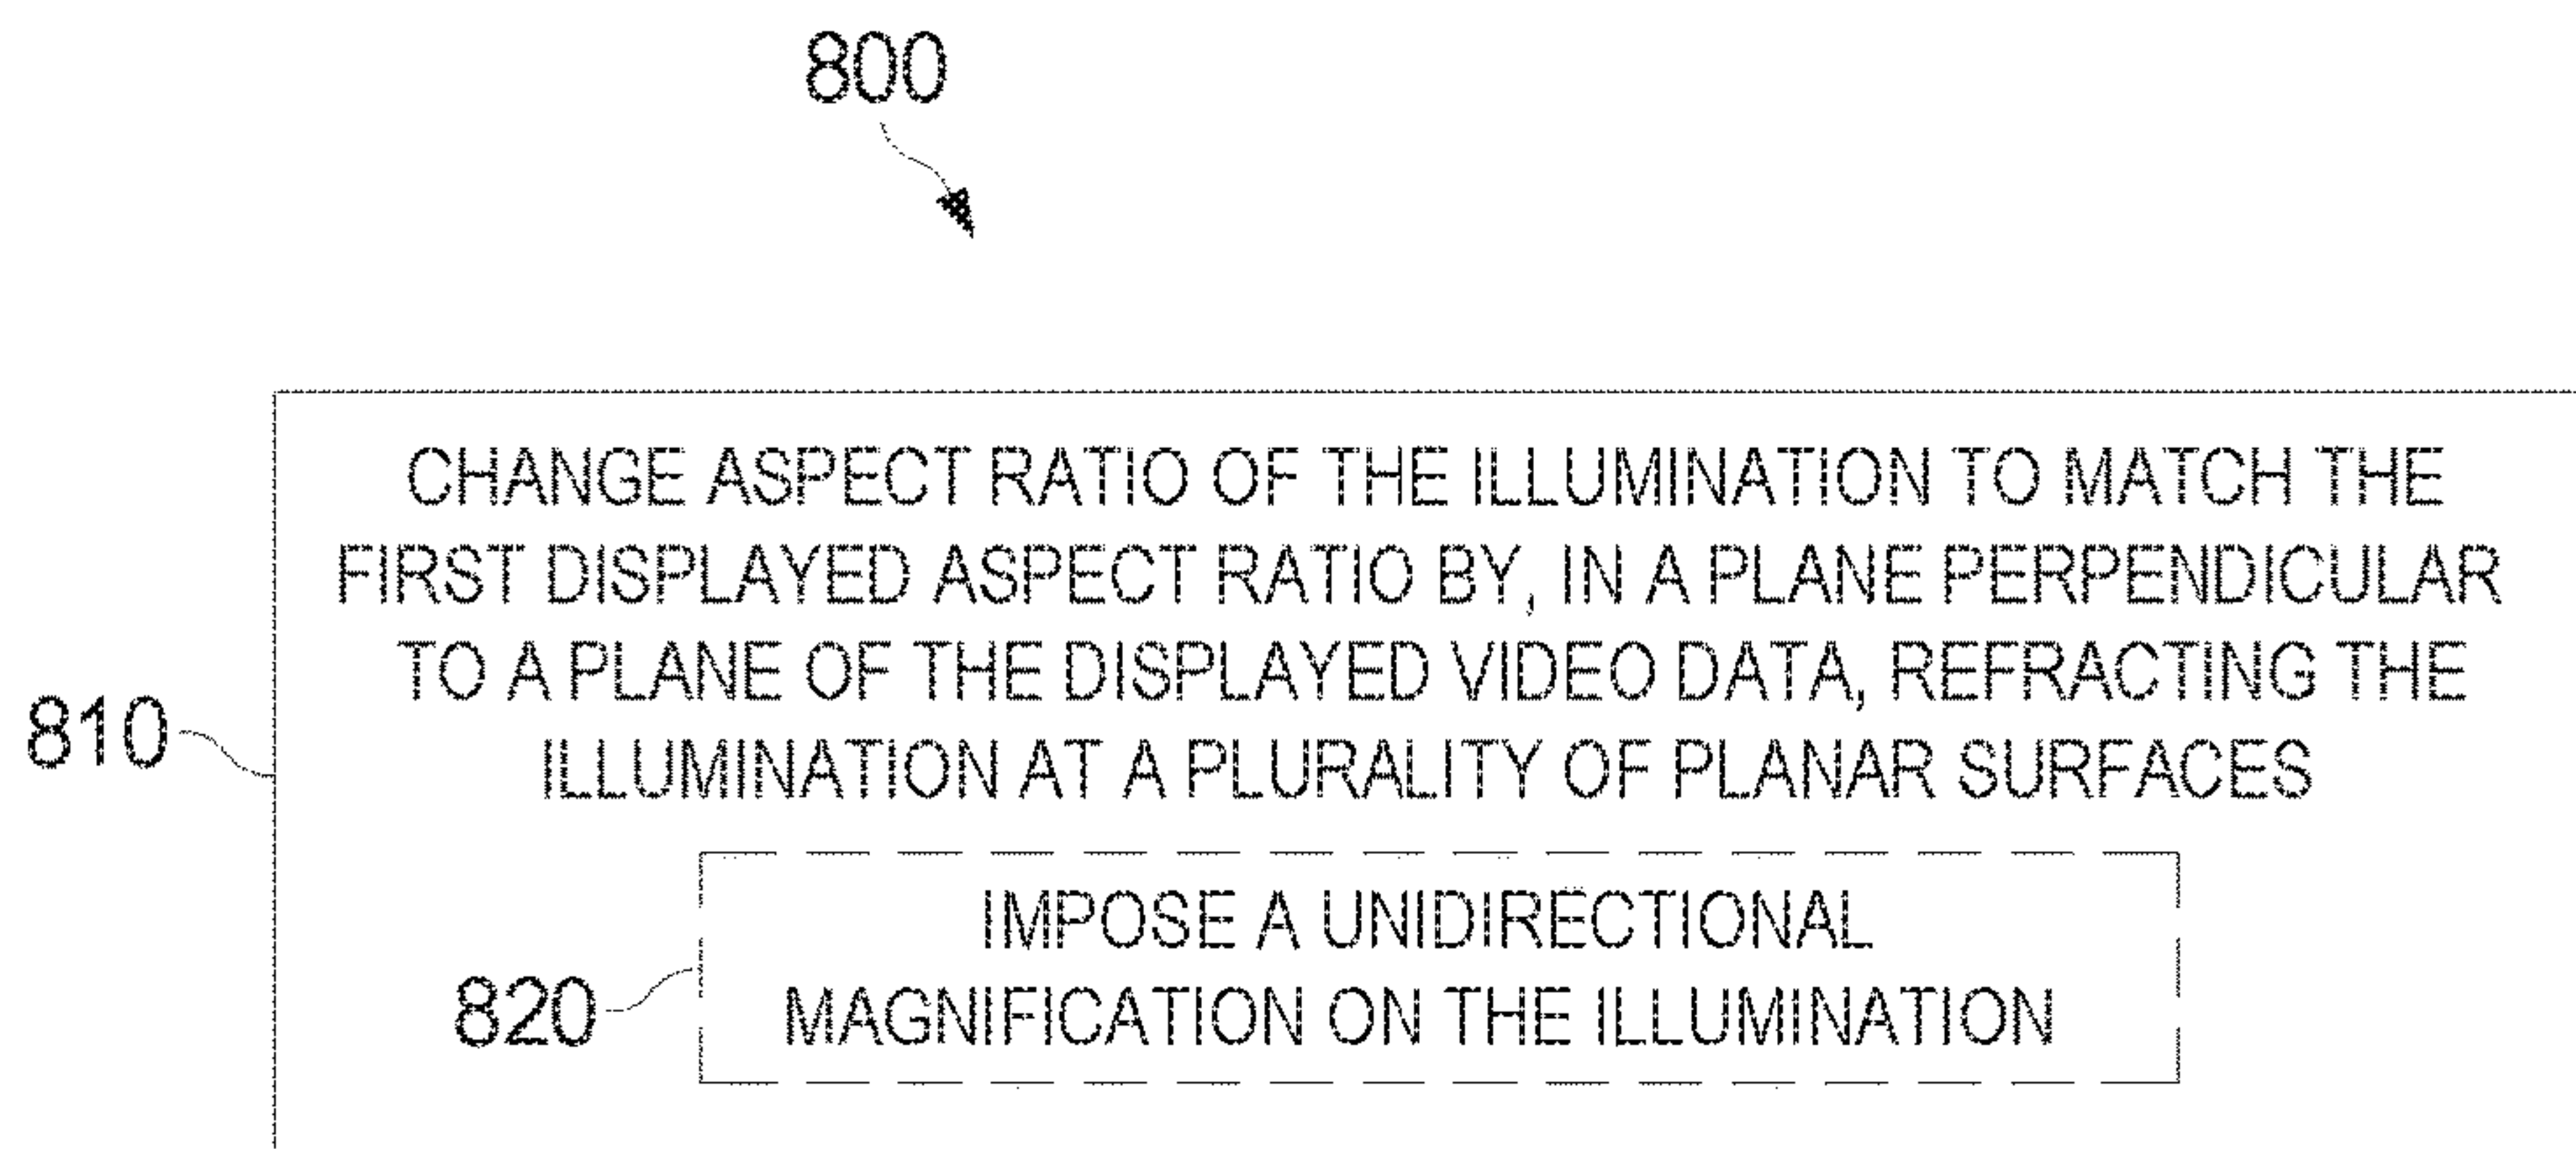 800
CHANGE ASPECT RATIO OF THE ILLUMINATION TO MATCH THE
FIRST DISPLAYED ASPECT RATIO BY, IN A PLANE PERPENDICULAR
TO A PLANE OF THE DISPLAYED VIDEO DATA, REFRACTING THE
ILLUMINATION AT A PLURALITY OF PLANAR SURFACES
810
IMPOSE A UNIDIRECTIONAL
MAGNIFICATION ON THE ILLUMINATION
820